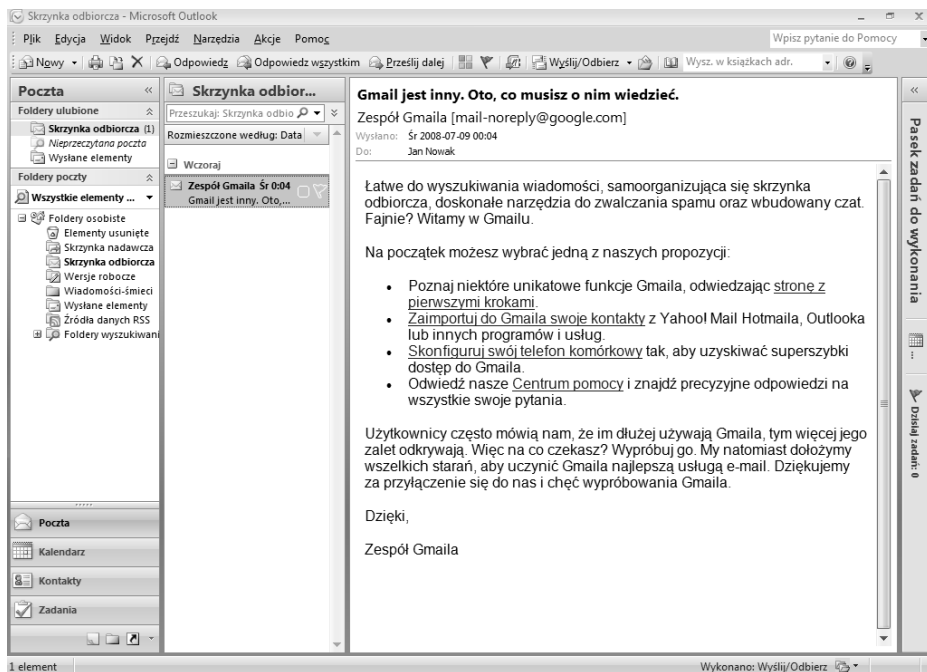 Skrzynka odbiorcza - Microsoft Outlook
Plik Edycja Widok Przejdź Narzędzia Akcje Pomoc
Wpisz pytanie do Pomocy
Nowy Odpowiedz Odpowiedz wszystkim Prześlij dalej Wyślij/Odbierz Wysz. w książkach adr.
Poczta
Foldery ulubione
Skrzynka odbiorcza (1)
Nieprzeczytana poczta
Wysłane elementy
Foldery poczty
Wszystkie elementy ...
Foldery osobiste
Elementy usunięte
Skrzynka nadawcza
Skrzynka odbiorcza
Wersje robocze
Wiadomości-śmieci
Wysłane elementy
Źródła danych RSS
Foldery wyszukiwani
Poczta
Kalendarz
Kontakty
Zadania
Skrzynka odbior...
Przeszukaj: Skrzynka odbio
Rozmieszczone według: Data
Wczoraj
Zespół Gmaila Śr 0:04
Gmail jest inny. Oto,...
Gmail jest inny. Oto, co musisz o nim wiedzieć.
Zespół Gmaila [mail-noreply@google.com]
Wysłano: Śr 2008-07-09 00:04
Do: Jan Nowak
Łatwe do wyszukiwania wiadomości, samoorganizująca się skrzynka
odbiorcza, doskonałe narzędzia do zwalczania spamu oraz wbudowany czat.
Fajnie? Witamy w Gmailu.
Na początek możesz wybrać jedną z naszych propozycji:
• Poznaj niektóre unikatowe funkcje Gmaila, odwiedzając stronę z
pierwszymi krokami.
• Zaimportuj do Gmaila swoje kontakty z Yahoo! Mail Hotmaila, Outlooka
lub innych programów i usług.
• Skonfiguruj swój telefon komórkowy tak, aby uzyskiwać superszybki
dostęp do Gmaila.
• Odwiedź nasze Centrum pomocy i znajdź precyzyjne odpowiedzi na
wszystkie swoje pytania.
Użytkownicy często mówią nam, że im dłużej używają Gmaila, tym więcej jego
zalet odkrywają. Więc na co czekasz? Wypróbuj go. My natomiast dołożymy
wszelkich starań, aby uczynić Gmaila najlepszą usługą e-mail. Dziękujemy
za przyłączenie się do nas i chęć wypróbowania Gmaila.
Dzięki,
Zespół Gmaila
Pasek zadań do wykonania
...
Dzisiaj zadań: 0
1 element
Wykonano: Wyślij/Odbierz